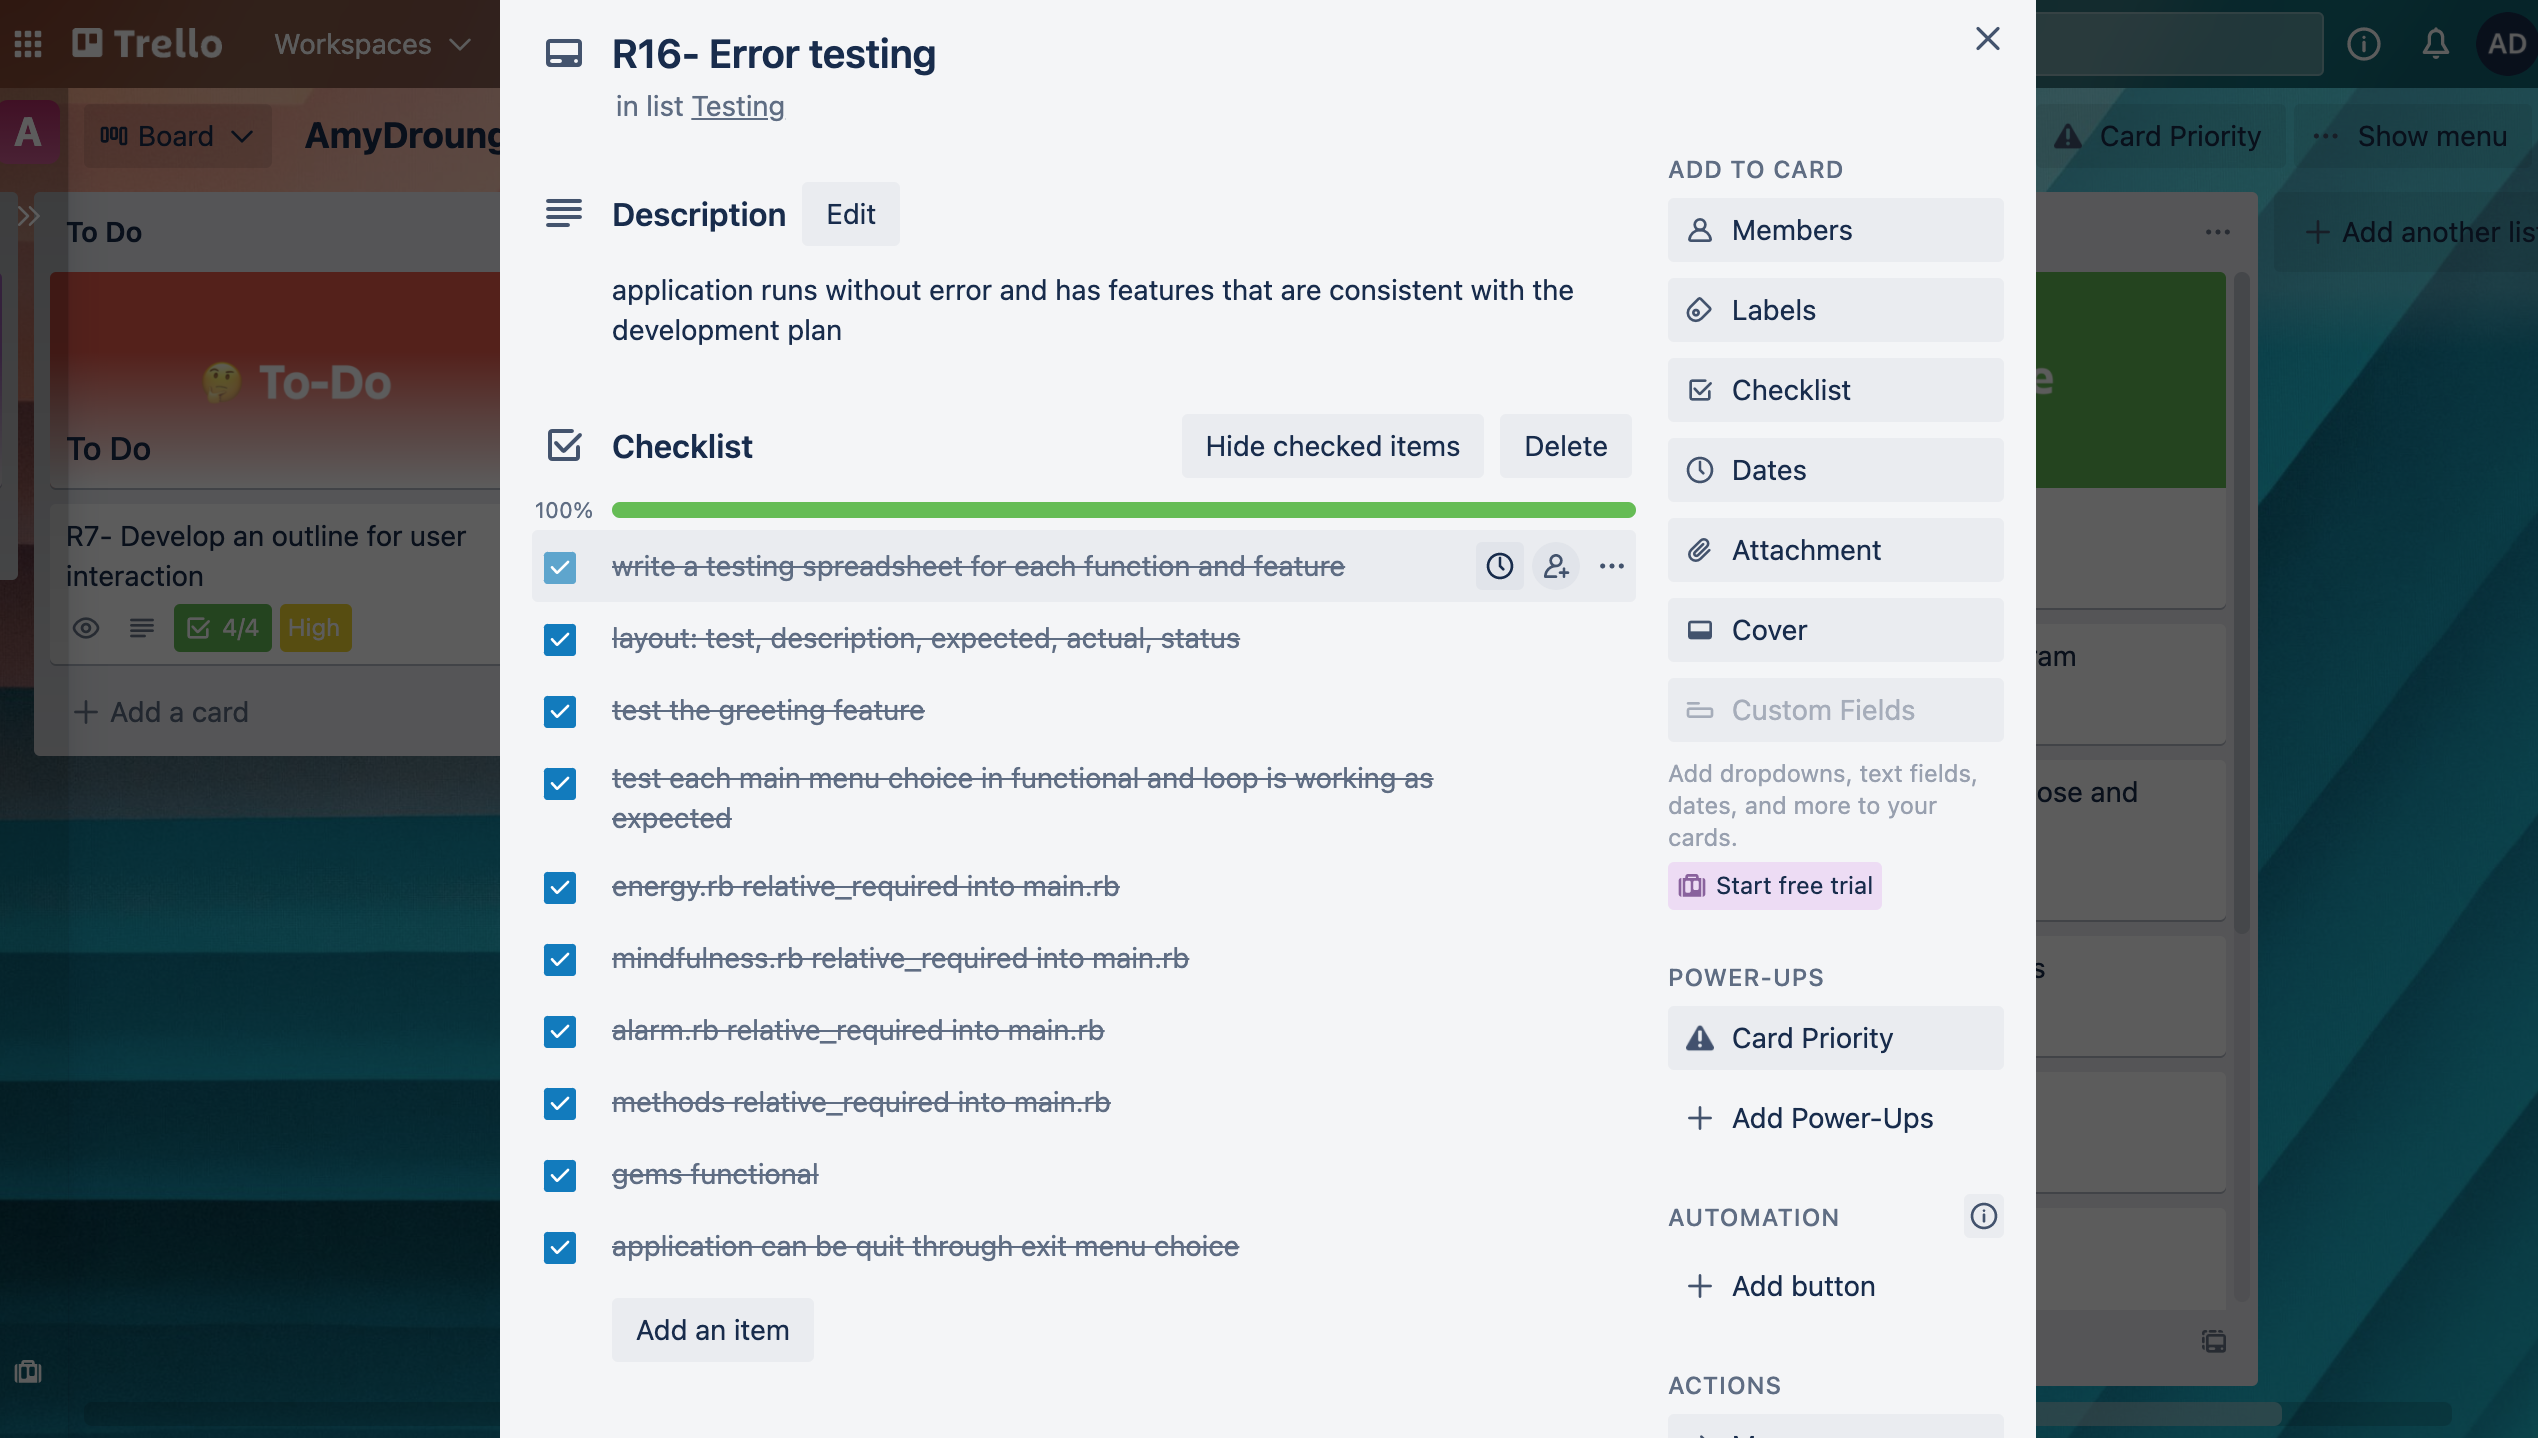 Trello
Workspaces
AD
A
Board
AmyDroung
Card Priority
Show menu
To Do
To-Do
To Do
R7- Develop an outline for user
interaction
4/4
High
Add a card
R16- Error testing
in list Testing
Description
Edit
application runs without error and has features that are consistent with the
development plan
Checklist
Hide checked items
Delete
100%
write a testing spreadsheet for each function and feature
layout: test, description, expected, actual, status
test the greeting feature
test each main menu choice in functional and loop is working as
expected
energy.rb relative_required into main.rb
mindfulness.rb relative_required into main.rb
alarm.rb relative_required into main.rb
methods relative_required into main.rb
gems functional
application can be quit through exit menu choice
Add an item
ADD TO CARD
Members
Labels
Checklist
Dates
Attachment
Cover
Custom Fields
Add dropdowns, text fields,
dates, and more to your
cards.
Start free trial
POWER-UPS
Card Priority
Add Power-Ups
AUTOMATION
Add button
ACTIONS
Add another list
e
am
ose and
s